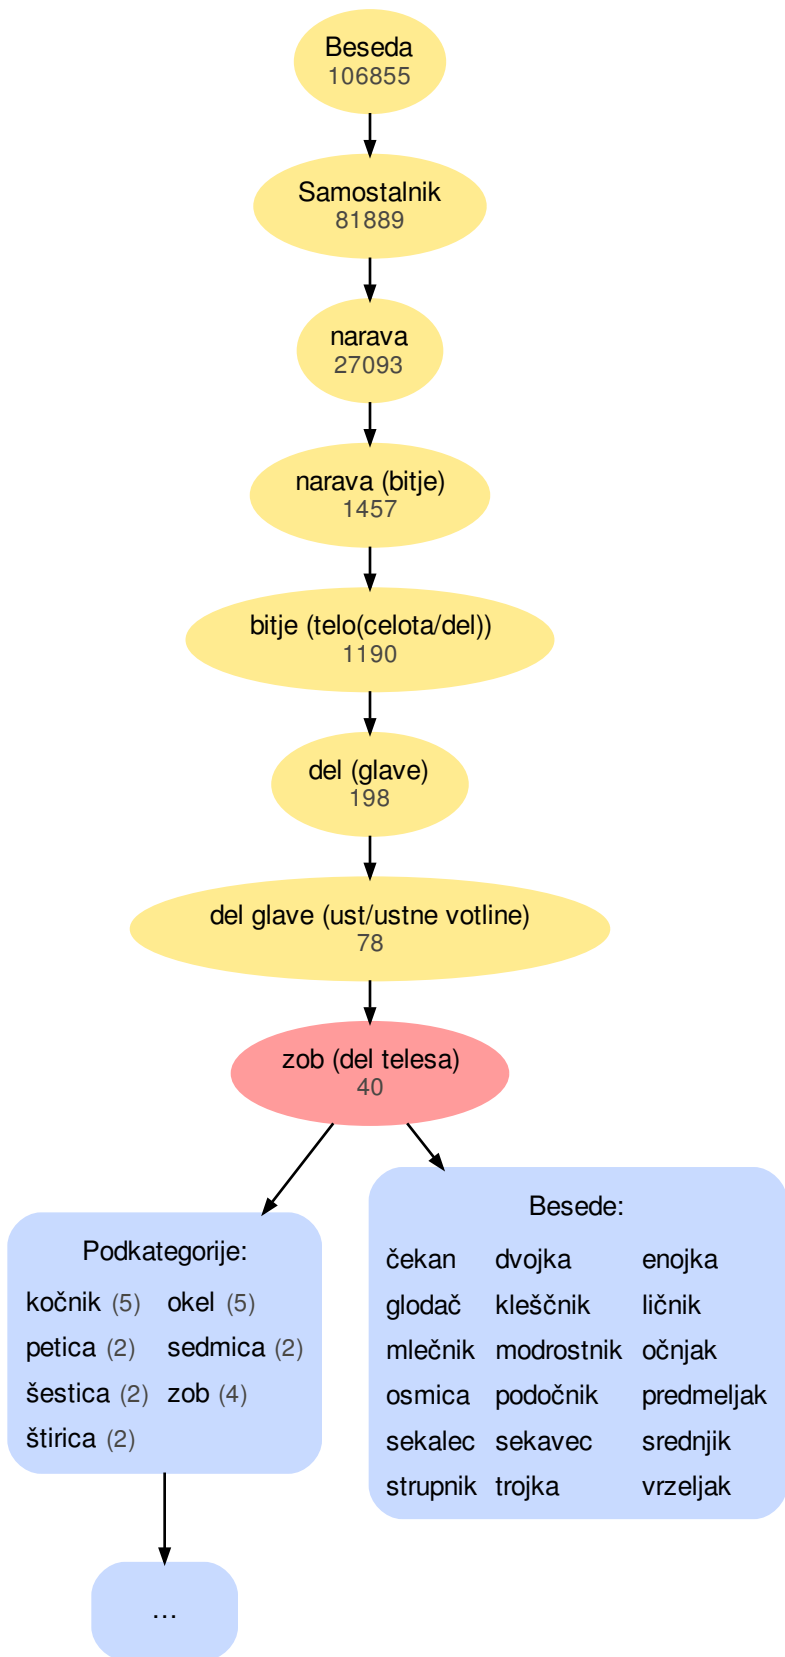 Beseda
106855
Samostalnik
81889
narava
27093
narava (bitje)
1457
bitje (telo(celota/del))
1190
del (glave)
198
del glave (ust/ustne votline)
78
zob (del telesa)
40
Podkategorije:
kočnik (5) okel (5)
petica (2) sedmica (2)
šestica (2) zob (4)
štirica (2)
...
Besede:
čekan dvojka enojka
glodač kleščnik ličnik
mlečnik modrostnik očnjak
osmica podočnik predmeljak
sekalec sekavec srednjik
strupnik trojka vrzeljak